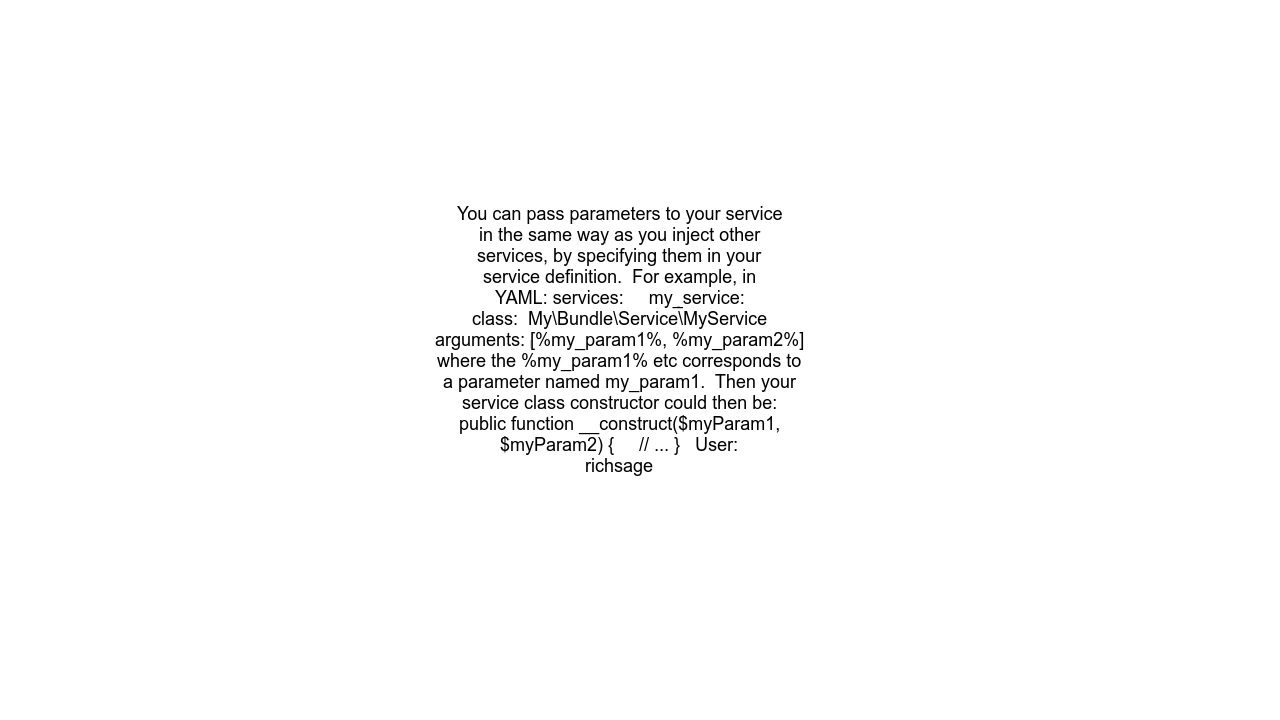 You can pass parameters to your service
in the same way as you inject other
services, by specifying them in your
service definition.  For example, in
YAML: services:     my_service:
class:  My\Bundle\Service\MyService
arguments: [%my_param1%, %my_param2%]
where the %my_param1% etc corresponds to
a parameter named my_param1.  Then your
service class constructor could then be:
public function __construct($myParam1,
$myParam2) {     // ... }   User:
richsage